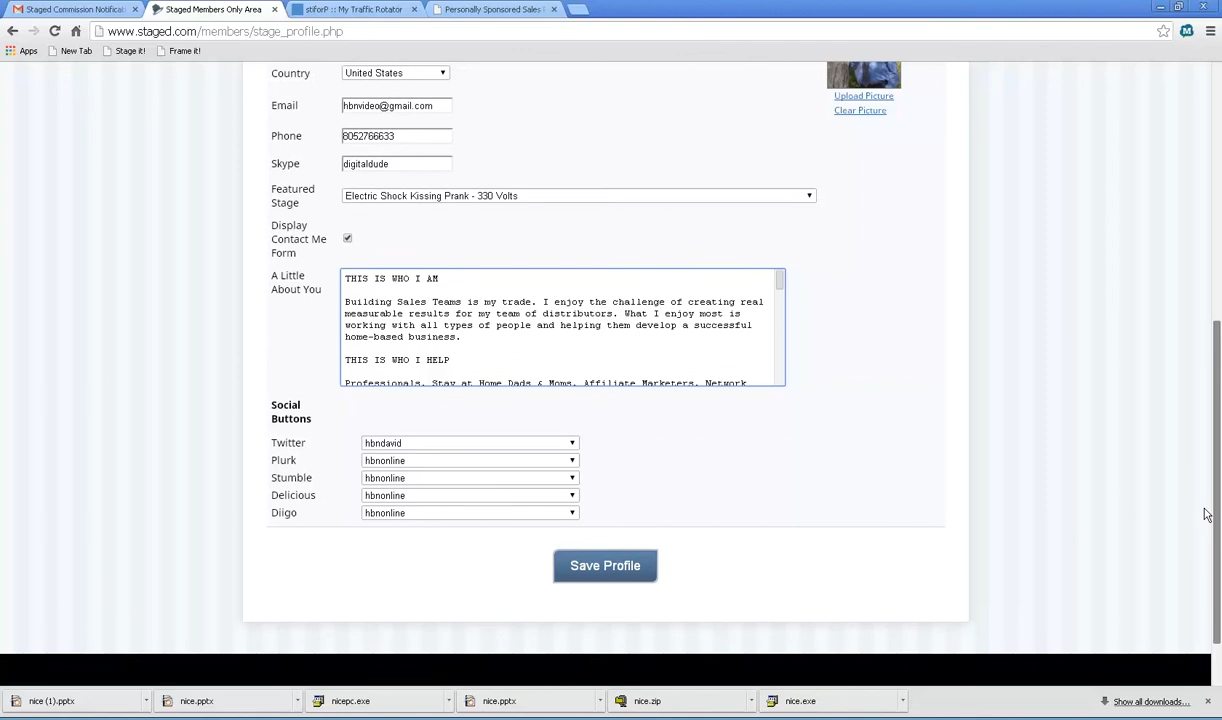 Staged Commission Notificat
Staged Members Only Area
stiforP :: My Traffic Rotator
Personally Sponsored Sales F
www.staged.com/members/stage_profile.php
Apps
New Tab
Stage it!
Frame it!
Country
United States
Upload Picture
Email
hbnvideo@gmail.com
Clear Picture
Phone
8052766633
Skype
digitaldude
Featured
Stage
Electric Shock Kissing Prank - 330 Volts
Display
Contact Me
Form
A Little
About You
THIS IS WHO I AM
Building Sales Teams is my trade. I enjoy the challenge of creating real
measurable results for my team of distributors. What I enjoy most is
working with all types of people and helping them develop a successful
home-based business.
THIS IS WHO I HELP
Professionals, Stay at Home Dads & Moms, Affiliate Marketers, Network
Social
Buttons
Twitter
hbndavid
Plurk
hbnonline
Stumble
hbnonline
Delicious
hbnonline
Diigo
hbnonline
Save Profile
nice (1).pptx
nice.pptx
nicepc.exe
nice.pptx
nice.zip
nice.exe
Show all downloads...